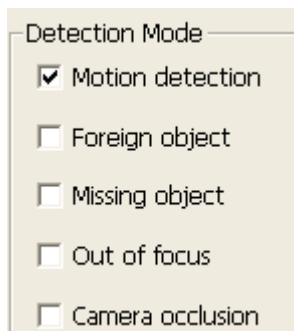 Detection Mode
Motion detection
Foreign object
Missing object
Out of focus
Camera occlusion